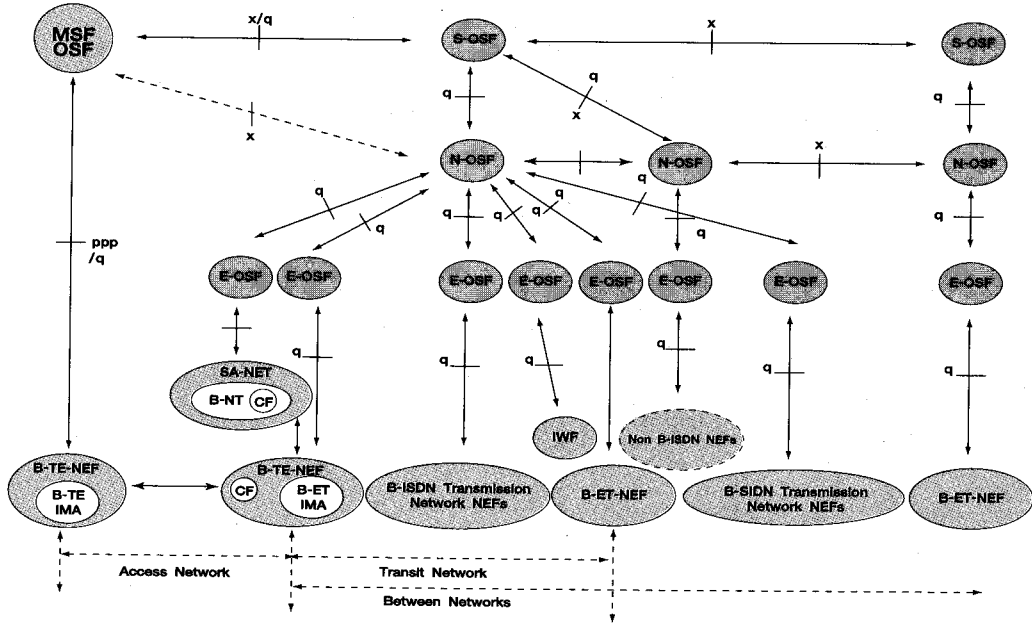 x/q
x
MSF
OSF
S-OSF
S-OSF
q
q
x
q
x
x
N-OSF
N-OSF
N-OSF
q
q
q
q
q
q
q
q
ppp
/q
E-OSF
E-OSF
E-OSF
E-OSF
E-OSF
E-OSF
E-OSF
E-OSF
q
q
q
q
q
q
SA-NET
B-NT
CF
IWF
Non B-ISDN NEFs
B-TE-NEF
B-TE
IMA
B-TE-NEF
CF
B-ET
IMA
B-ISDN Transmission
Network NEFs
B-ET-NEF
B-SIDN Transmission
Network NEFs
B-ET-NEF
Access Network
Transit Network
Between Networks